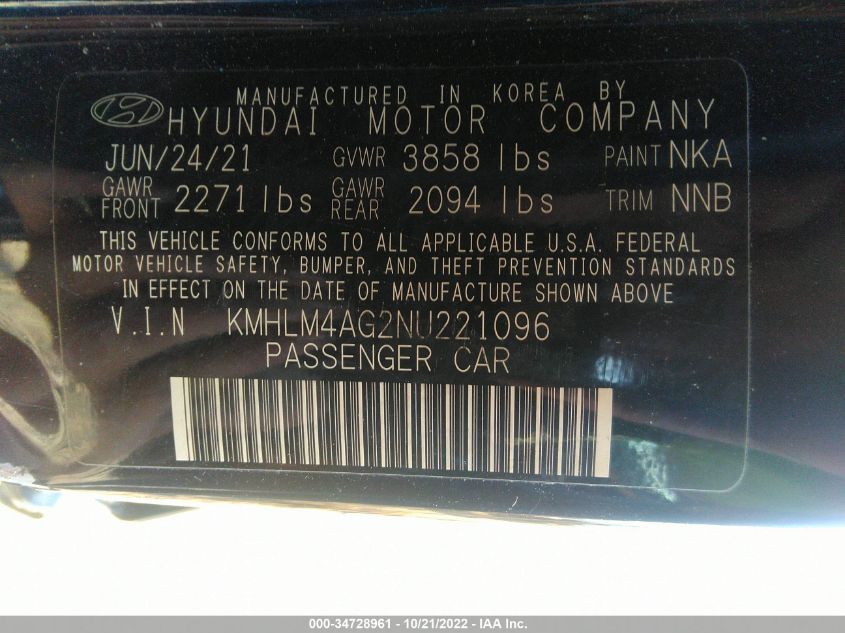 MANUFACTURED IN KOREA BY
HYUNDAI MOTOR COMPANY
JUN/24/21 GVWR 3858 lbs PAINT NKA
GAWR FRONT 2271 lbs GAWR REAR 2094 lbs TRIM NNB
THIS VEHICLE CONFORMS TO ALL APPLICABLE U.S.A. FEDERAL
MOTOR VEHICLE SAFETY, BUMPER, AND THEFT PREVENTION STANDARDS
IN EFFECT ON THE DATE OF MANUFACTURE SHOWN ABOVE
V.I.N KMHLM4AG2NU221096
PASSENGER CAR
000-34728961 - 10/21/2022 - IAA Inc.